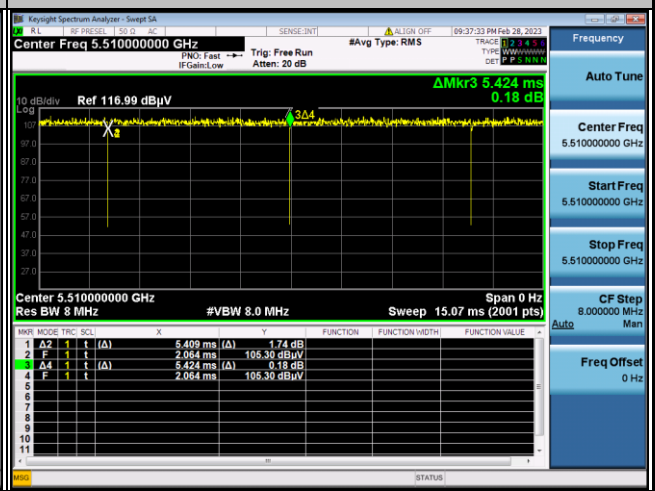 Keysight Spectrum Analyzer - Swept SA
RL RF PRESEL 50 Ω AC SENSE:INT ALIGN OFF 09:37:33 PM Feb 28, 2023
Center Freq 5.510000000 GHz #Avg Type: RMS TRACE 1 2 3 4 5 6
PNO: Fast Trig: Free Run TYPE WWWWWW
IFGain:Low Atten: 20 dB DET P P S N N N
ΔMkr3 5.424 ms
0.18 dB
10 dB/div Ref 116.99 dBµV
Log
107
97.0
87.0
77.0
67.0
57.0
47.0
37.0
27.0
X2
3Δ4
Center 5.510000000 GHz Span 0 Hz
Res BW 8 MHz #VBW 8.0 MHz Sweep 15.07 ms (2001 pts)
MKR MODE TRC SCL X Y FUNCTION FUNCTION WIDTH FUNCTION VALUE
1 Δ2 1 t (Δ) 5.409 ms (Δ) 1.74 dB
2 F 1 t 2.064 ms 105.30 dBµV
3 Δ4 1 t (Δ) 5.424 ms (Δ) 0.18 dB
4 F 1 t 2.064 ms 105.30 dBµV
5
6
7
8
9
10
11
MSG STATUS
Frequency
Auto Tune
Center Freq
5.510000000 GHz
Start Freq
5.510000000 GHz
Stop Freq
5.510000000 GHz
CF Step
8.000000 MHz
Auto Man
Freq Offset
0 Hz